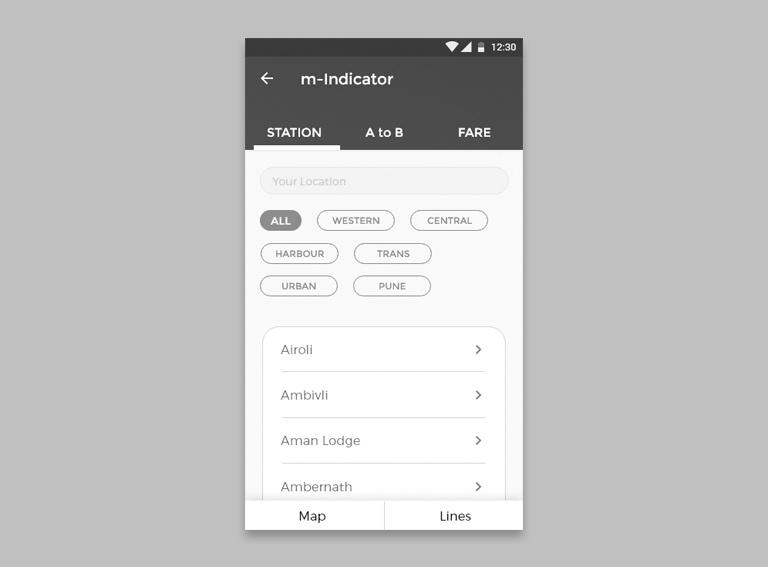 12:30
m-Indicator
STATION A to B FARE
Your Location
ALL WESTERN CENTRAL
HARBOUR TRANS
URBAN PUNE
Airoli
Ambivli
Aman Lodge
Ambernath
Map Lines